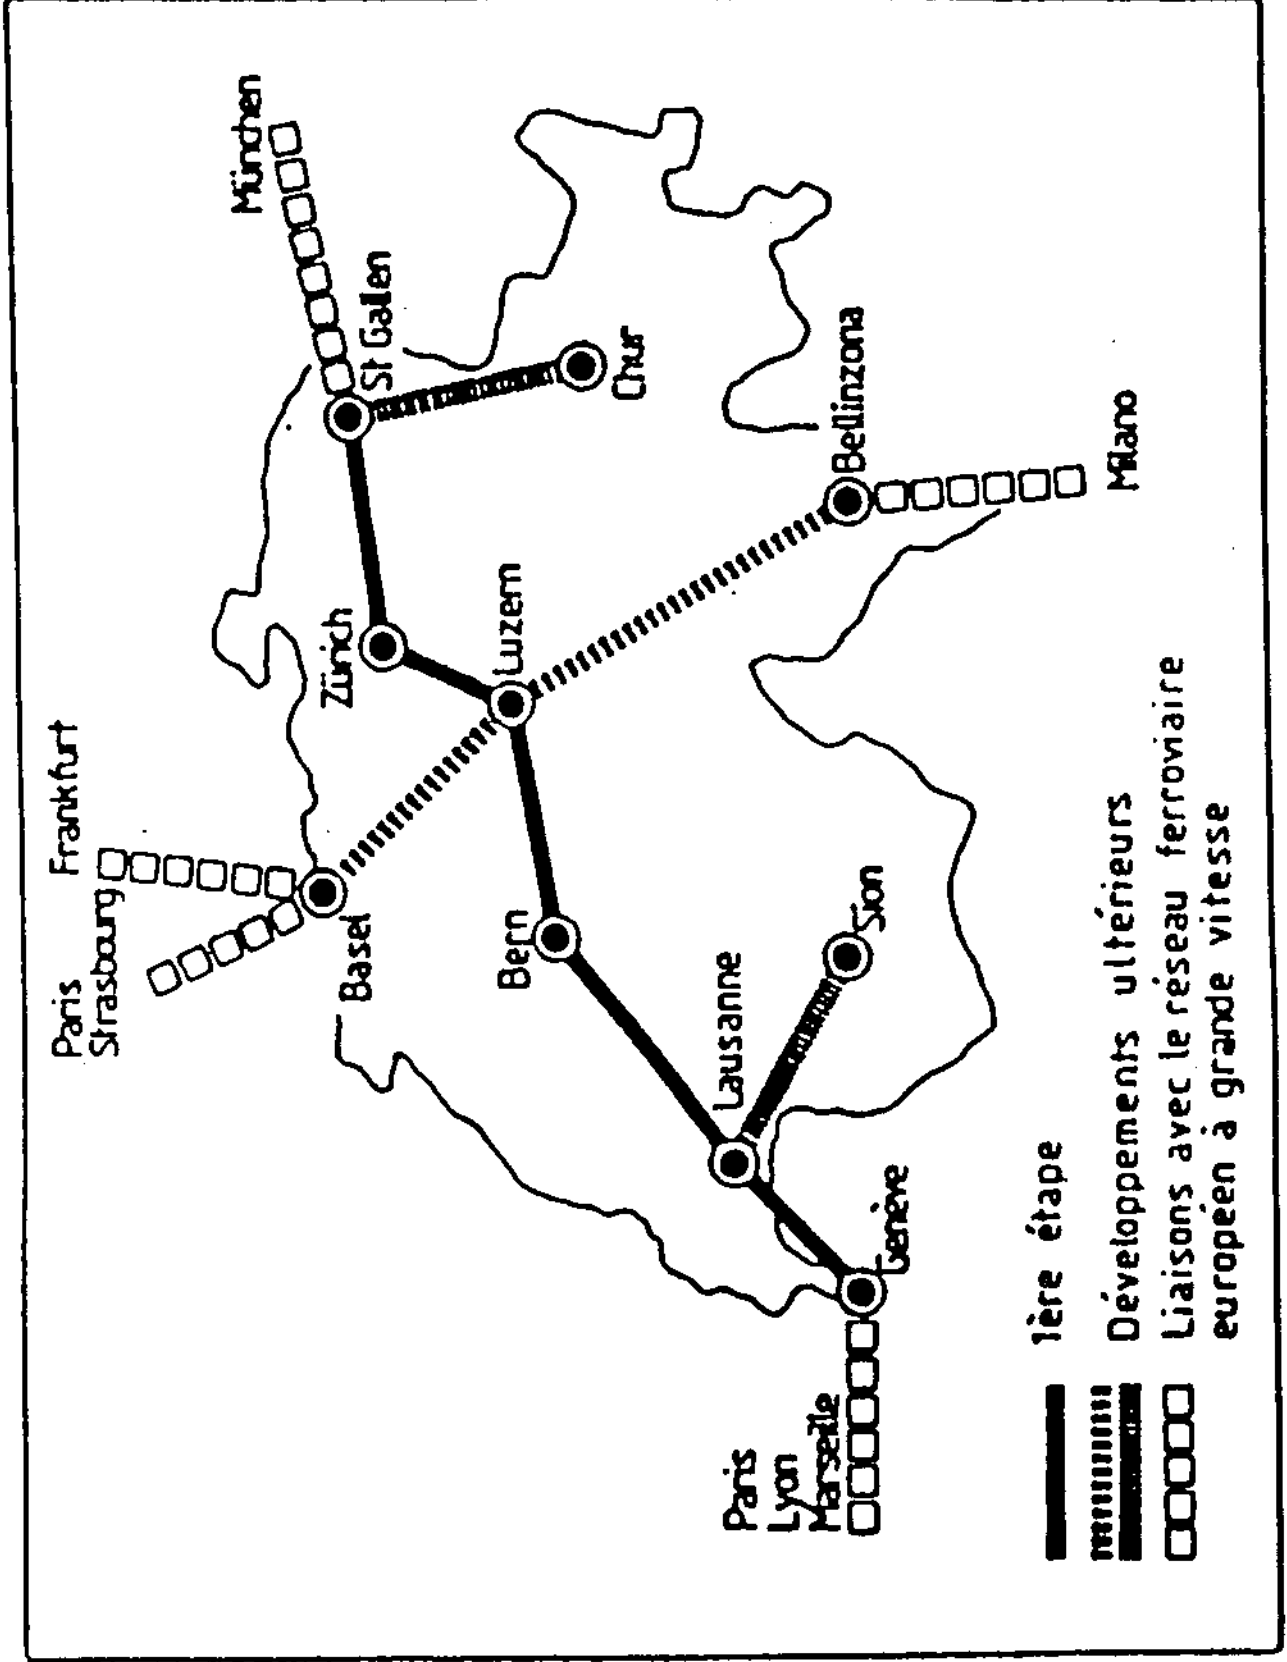 Paris
Strasbourg
Frankfurt
München
Basel
Zürich
St Gallen
Luzern
Chur
Bern
Lausanne
Sion
Bellinzona
Milano
Genève
Paris
Lyon
Marseille
1ère étape
Développements ultérieurs
Liaisons avec le réseau ferroviaire
européen à grande vitesse